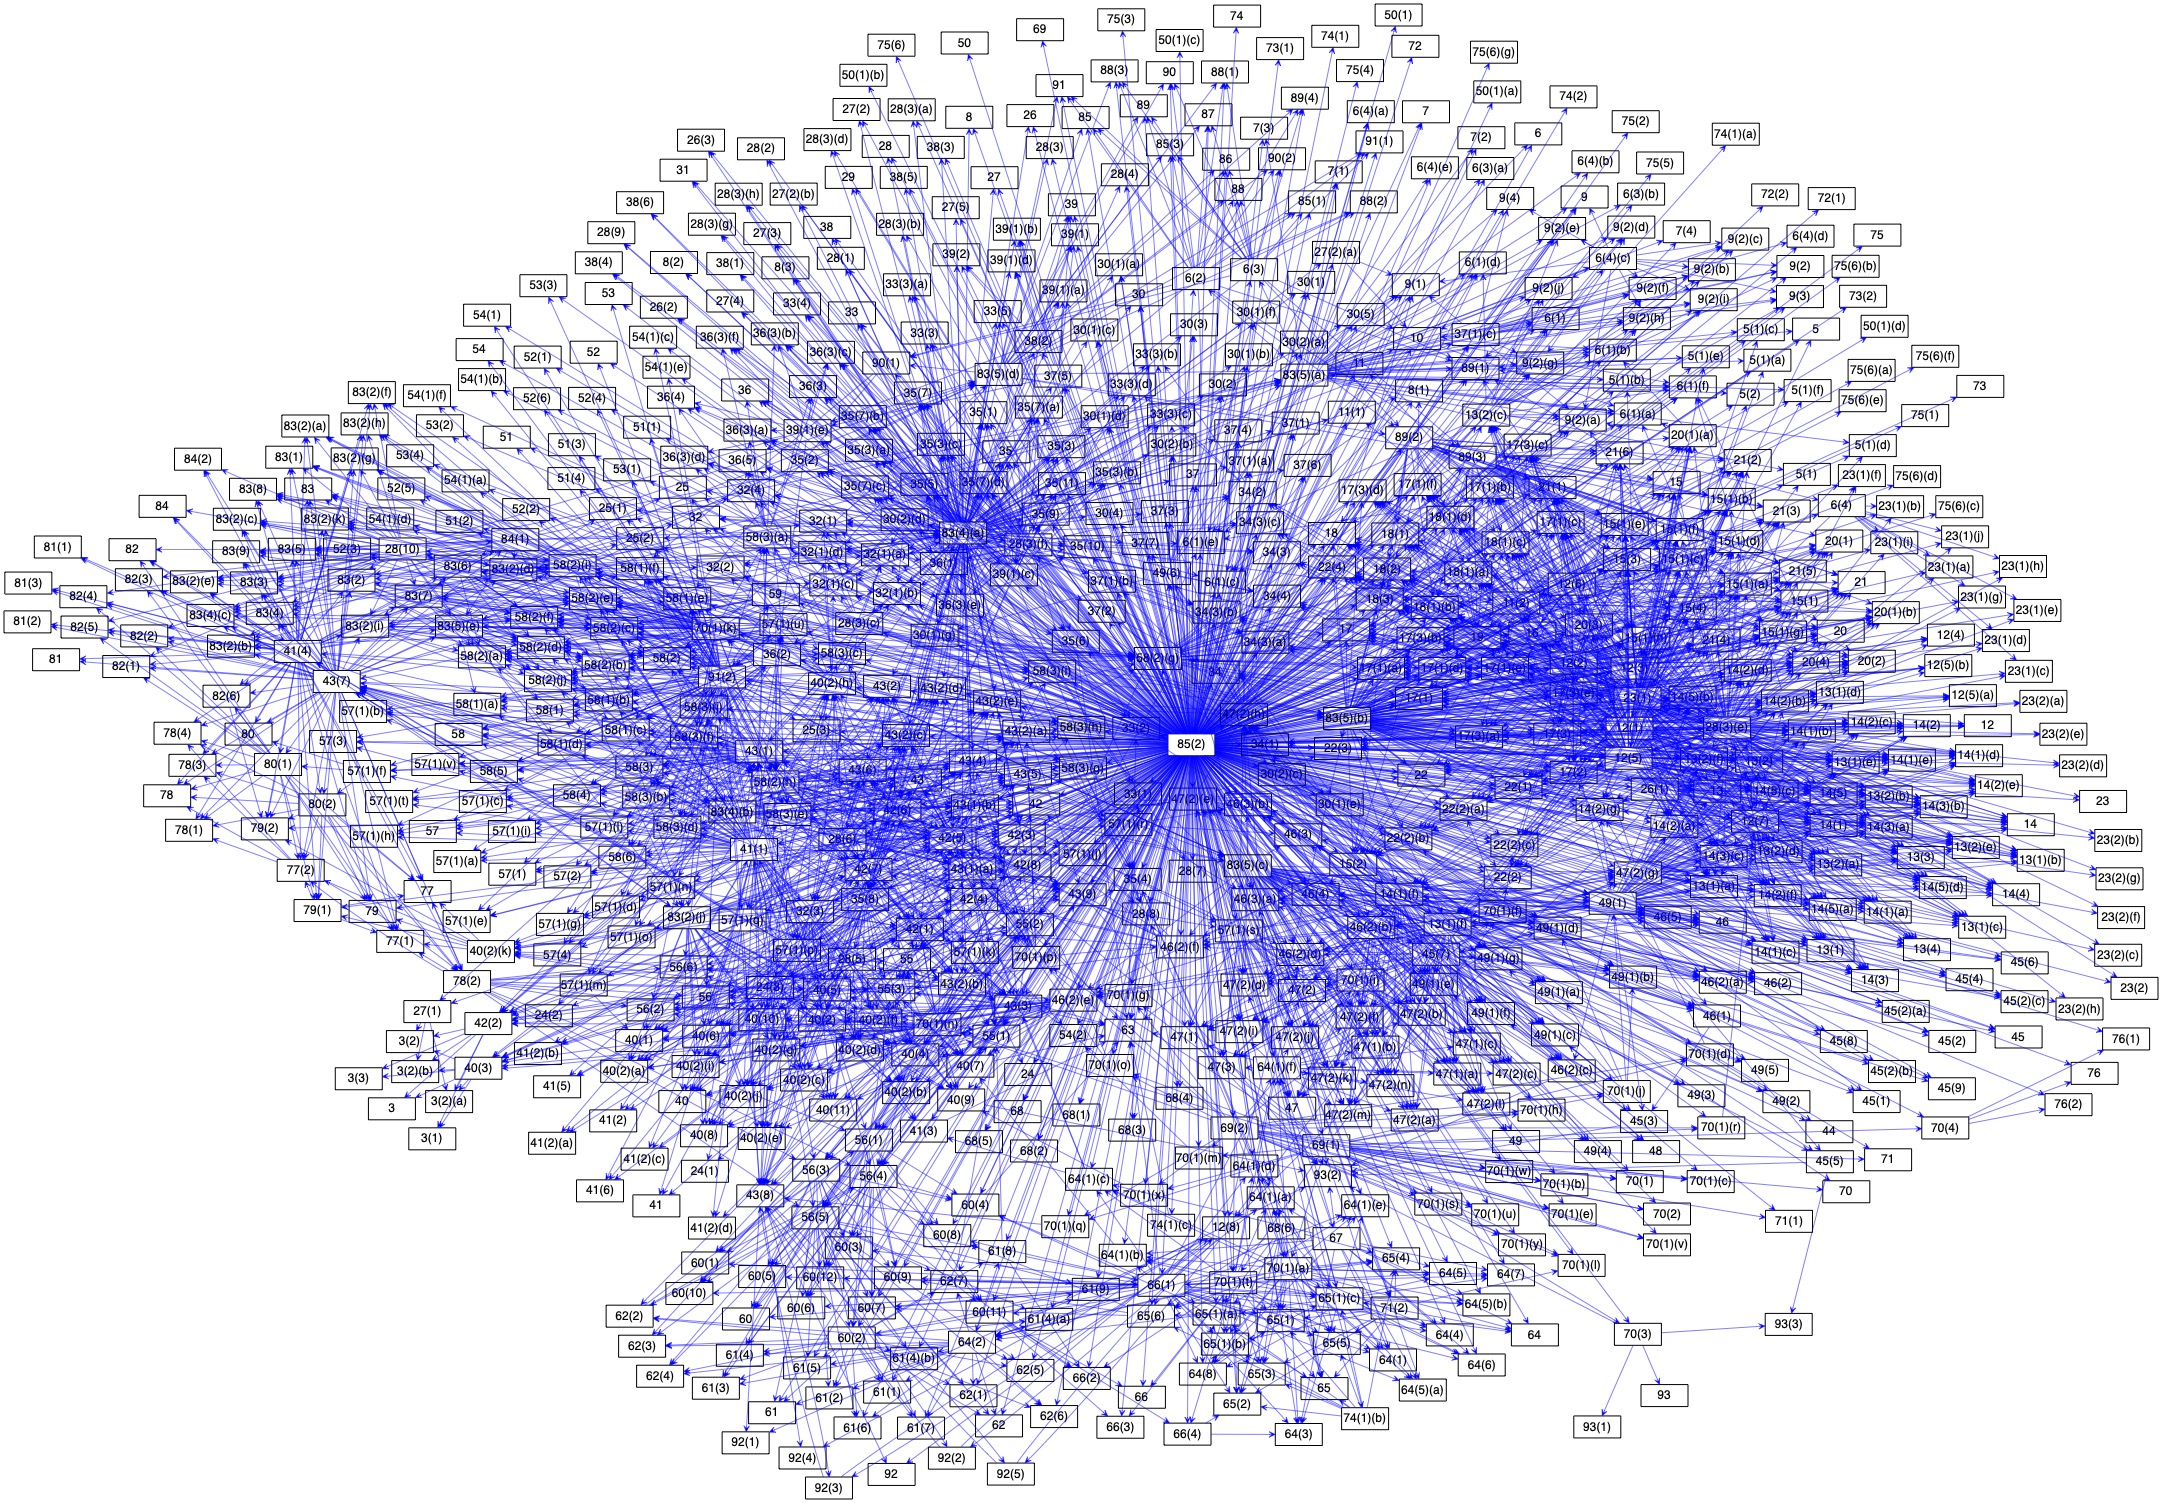 50(1)
74
75(3)
69
74(1)
72
50(1)(c)
50
75(6)
73(1)
75(6)(g)
75(4)
90
88(1)
88(3)
50(1)(b)
91
50(1)(a)
74(2)
89(4)
89
27(2)
28(3)(a)
6(4)(a)
7
87
26
85
8
75(2)
7(3)
6
74(1)(a)
7(2)
26(3)
28(3)(d)
91(1)
85(3)
28
38(3)
28(3)
28(2)
86
90(2)
6(4)(b)
75(5)
6(4)(e)
6(3)(a)
31
7(1)
28(4)
29
38(5)
27
88
28(3)(h)
27(2)(b)
6(3)(b)
72(2)
72(1)
9(4)
9
85(1)
88(2)
38(6)
39
27(5)
28(3)(g)
28(3)(b)
38
39(1)(b)
39(1)
9(2)(e)
9(2)(d)
7(4)
9(2)(c)
6(4)(d)
75
28(9)
27(3)
28(1)
39(2)
39(1)(d)
27(2)(a)
6(4)(c)
38(4)
8(2)
38(1)
8(3)
30(1)(a)
6(2)
6(3)
6(1)(d)
9(2)(b)
9(2)
75(6)(b)
53(3)
53
33(3)(a)
39(1)(a)
30
30(1)
9(1)
9(2)(j)
9(2)(f)
9(2)(i)
9(3)
73(2)
54(1)
26(2)
27(4)
33(4)
33
33(5)
30(1)(f)
30(5)
6(1)
9(2)(h)
50(1)(d)
54(1)(c)
36(3)(f)
36(3)(b)
33(3)
38(2)
30(1)(c)
30(3)
30(2)(a)
10
37(1)(c)
5(1)(c)
5
54
52(1)
52
36(3)(c)
90(1)
33(3)(b)
30(1)(b)
11
89(1)
9(2)(g)
6(1)(b)
5(1)(e)
5(1)(a)
75(6)(f)
75(6)(a)
54(1)(b)
54(1)(e)
83(5)(d)
37(5)
33(3)(d)
30(2)
83(5)(a)
8(1)
5(1)(b)
6(1)(f)
5(2)
5(1)(f)
73
83(2)(f)
54(1)(f)
52(6)
52(4)
36(4)
36
36(3)
35(7)
75(6)(e)
75(1)
83(2)(a)
83(2)(h)
53(2)
51
51(3)
51(1)
36(3)(a)
39(1)(e)
35(7)(b)
35(1)
35(7)(a)
30(1)(d)
33(3)(c)
37(4)
37(1)
11(1)
13(2)(c)
9(2)(a)
6(1)(a)
20(1)(a)
89(2)
17(3)(c)
5(1)(d)
84(2)
83(1)
83(2)(g)
53(4)
51(4)
53(1)
36(3)(d)
36(5)
35(2)
35(3)(a)
35(3)(c)
35
35(3)
30(2)(b)
37(1)(a)
37(6)
89(3)
21(6)
21(2)
5(1)
23(1)(f)
75(6)(d)
83(8)
83
52(5)
54(1)(a)
25
32(4)
35(7)(c)
35(5)
35(7)(d)
35(11)
35(3)(b)
37
34(2)
17(3)(d)
17(1)(f)
17(1)(b)
21(1)
15
15(1)(b)
84
83(2)(c)
83(2)(k)
54(1)(d)
51(2)
52(2)
25(1)
32
32(1)
30(2)(d)
83(4)(a)
35(9)
30(4)
37(3)
34(3)(c)
18
18(1)
18(1)(d)
17(1)(c)
15(1)(e)
15(1)(f)
21(3)
6(4)
23(1)(b)
75(6)(c)
81(1)
82
83(9)
83(5)
52(3)
28(10)
84(1)
25(2)
58(3)(a)
32(1)(d)
32(1)(a)
36(1)
28(3)(f)
35(10)
37(7)
6(1)(e)
34(3)
22(4)
18(2)
18(1)(c)
15(3)
15(1)(c)
15(1)(d)
20(1)
23(1)(i)
23(1)(j)
81(3)
82(4)
82(3)
83(2)(e)
83(3)
83(2)
83(6)
83(2)(d)
58(2)(i)
58(1)(f)
32(2)
32(1)(c)
39(1)(c)
37(1)(b)
49(6)
6(1)(c)
18(1)(a)
12(6)
15(1)(a)
21(5)
21
23(1)(a)
23(1)(h)
81(2)
82(5)
82(2)
83(4)(c)
83(4)
83(7)
58(2)(e)
58(1)(e)
59
32(1)(b)
36(3)(e)
37(2)
34(3)(b)
34(4)
18(3)
18(1)(b)
11(2)
15(4)
15(1)
20(1)(b)
23(1)(g)
23(1)(e)
81
82(1)
83(2)(b)
41(4)
83(2)(i)
83(5)(e)
58(2)(f)
58(2)(c)
70(1)(k)
57(1)(u)
28(3)(c)
30(1)(g)
35(6)
34(3)(a)
17
17(3)(b)
19
16
20(3)
15(1)(h)
21(4)
15(1)(g)
20
12(4)
23(1)(d)
43(7)
58(2)(a)
58(2)(d)
58(2)(b)
58(2)
36(2)
58(3)(c)
58(2)(g)
17(1)(a)
17(1)(d)
17(1)(e)
12(2)
12(3)
14(2)(d)
20(4)
20(2)
12(5)(b)
23(1)(c)
82(6)
57(1)(b)
58(2)(j)
91(2)
40(2)(h)
43(2)
43(2)(d)
58(3)(i)
34
17(1)
17(3)(e)
23(1)
14(5)(b)
14(2)(b)
13(1)(d)
12(5)(a)
23(2)(a)
78(4)
80
57(3)
58
58(1)(a)
58(1)
58(1)(b)
58(3)(j)
43(2)(e)
47(2)(h)
83(5)(b)
12(1)
28(3)(e)
14(1)(b)
14(2)(c)
14(2)
12
23(2)(e)
78(3)
80(1)
57(1)(f)
57(1)(v)
58(5)
58(1)(d)
58(1)(c)
58(3)(f)
43(1)
25(3)
43(2)(c)
43(2)(a)
58(3)(h)
33(2)
85(2)
34(1)
22(3)
17(3)(a)
17(3)
12(5)
13(2)(f)
13(2)
13(1)(e)
14(1)(e)
14(1)(d)
23(2)(d)
78
80(2)
57(1)(t)
57(1)(c)
58(4)
58(3)
58(3)(b)
58(2)(h)
43(6)
43
43(4)
43(5)
58(3)(g)
30(2)(c)
22
22(1)
17(2)
26(1)
13
14(5)(c)
14(5)
13(2)(b)
14(3)(b)
14(2)(e)
23
78(1)
79(2)
57(1)(h)
57
57(1)(i)
57(1)(l)
58(3)(d)
83(4)(b)
58(3)(e)
42(6)
43(1)(b)
42
33(1)
47(2)(e)
46(3)(b)
30(1)(e)
22(2)(a)
14(2)(g)
14(2)(a)
12(7)
14(1)
14(3)(a)
14
23(2)(b)
77(2)
77
57(1)(a)
57(1)
57(2)
58(6)
41(1)
28(6)
42(5)
42(3)
57(1)(r)
57(1)(j)
46(3)
22(2)(b)
22(2)(c)
14(3)(c)
13(2)(d)
13(2)(a)
13(3)
13(2)(e)
13(1)(b)
23(2)(g)
79(1)
79
57(1)(e)
57(1)(g)
57(1)(d)
57(1)(n)
42(7)
43(1)(a)
42(8)
43(9)
35(4)
28(7)
83(5)(c)
15(2)
22(2)
47(2)(g)
13(1)(a)
14(2)(f)
14(5)(d)
14(4)
23(2)(f)
77(1)
40(2)(k)
57(4)
57(1)(o)
83(2)(j)
57(1)(q)
32(3)
35(8)
42(4)
28(8)
46(3)(a)
46(4)
14(1)(f)
70(1)(f)
49(1)
46(5)
46
14(5)(a)
14(1)(a)
13(1)(c)
78(2)
57(1)(m)
56(6)
57(1)(p)
28(5)
55
42(1)
57(1)(k)
55(2)
70(1)(p)
46(2)(f)
57(1)(s)
46(2)(d)
46(2)(b)
13(1)(f)
45(7)
49(1)(d)
49(1)(g)
14(1)(c)
13(1)
13(4)
45(6)
23(2)(c)
27(1)
42(2)
24(2)
56(2)
56
24(3)
40(5)
55(3)
43(2)(b)
43(3)
46(2)(e)
70(1)(g)
47(2)(d)
47(2)
70(1)(i)
49(1)(e)
49(1)(a)
49(1)(b)
46(2)(a)
46(2)
14(3)
45(4)
45(2)(c)
23(2)
3(2)
41(2)(b)
40(1)
40(6)
40(10)
40(2)
40(2)(f)
70(1)(n)
55(1)
54(2)
63
47(1)
47(2)(i)
47(2)(j)
47(2)(f)
47(2)(b)
49(1)(f)
49(1)(c)
46(1)
45(2)(a)
23(2)(h)
3(3)
3(2)(b)
40(3)
40(2)(a)
40(2)(i)
40(2)(g)
40(2)(d)
40(4)
40(7)
24
70(1)(o)
47(3)
64(1)(f)
47(1)(b)
47(1)(c)
46(2)(c)
70(1)(d)
45(8)
45(2)
45
76(1)
3
3(2)(a)
41(5)
40
40(2)(j)
40(2)(c)
40(2)(b)
40(9)
68
68(1)
68(4)
47
47(2)(k)
47(2)(n)
47(1)(a)
47(2)(c)
70(1)(j)
49(5)
45(2)(b)
45(9)
76
3(1)
41(2)(a)
41(2)
40(8)
40(2)(e)
40(11)
56(1)
41(3)
68(5)
68(3)
69(2)
47(2)(m)
47(2)(a)
47(2)(l)
70(1)(h)
45(3)
49(3)
49(2)
45(1)
76(2)
41(2)(c)
24(1)
56(3)
56(4)
68(2)
70(1)(m)
69(1)
49
49(4)
48
70(1)(r)
44
70(4)
41(6)
41
43(8)
64(1)(c)
70(1)(x)
64(1)(d)
93(2)
70(1)(w)
70(1)(b)
70(1)
70(1)(c)
45(5)
71
41(2)(d)
56(5)
60(4)
70(1)(q)
74(1)(c)
64(1)(a)
64(1)(e)
70(1)(s)
70(1)(u)
70(1)(e)
70(2)
70
60(1)
60(3)
60(8)
61(8)
64(1)(b)
12(8)
68(6)
67
65(4)
70(1)(y)
70(1)(v)
71(1)
60(10)
60(5)
60(12)
60(9)
62(7)
61(9)
66(1)
70(1)(t)
70(1)(a)
64(5)
64(7)
70(1)(l)
62(2)
60
60(6)
60(7)
60(11)
61(4)(a)
65(6)
65(1)(a)
65(1)
65(1)(c)
71(2)
64(5)(b)
62(3)
61(4)
60(2)
64(2)
65(1)(b)
65(5)
64(4)
64
70(3)
93(3)
62(4)
61(3)
61(5)
61(4)(b)
62(5)
66(2)
64(8)
65(3)
64(1)
64(6)
61
61(2)
61(1)
62(1)
66
65(2)
65
64(5)(a)
93
92(1)
61(6)
61(7)
62
62(6)
66(3)
66(4)
64(3)
74(1)(b)
93(1)
92(4)
92(3)
92
92(2)
92(5)